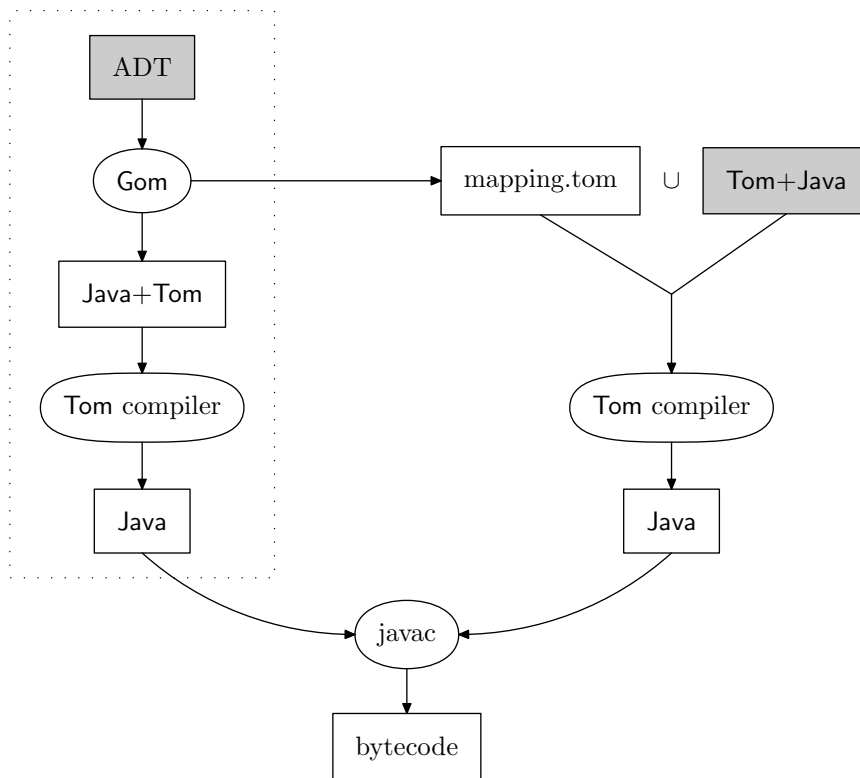 ADT
Gom
mapping.tom ∪ Tom+Java
Java+Tom
Tom compiler
Tom compiler
Java
Java
javac
bytecode